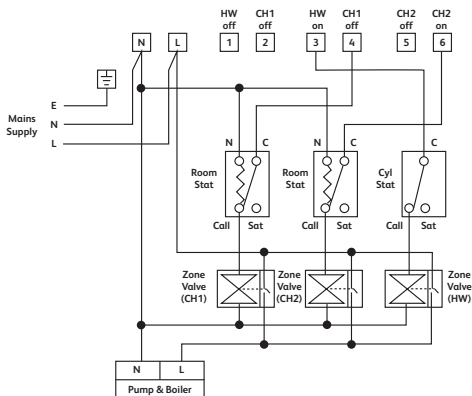 HW off CH1 off HW on CH1 on CH2 off CH2 on
N L 1 2 3 4 5 6
E
Mains Supply
N
L
N C N C C
Room Stat
Room Stat
Cyl Stat
Call Sat Call Sat Call Sat
Zone Valve (CH1)
Zone Valve (CH2)
Zone Valve (HW)
N L
Pump & Boiler